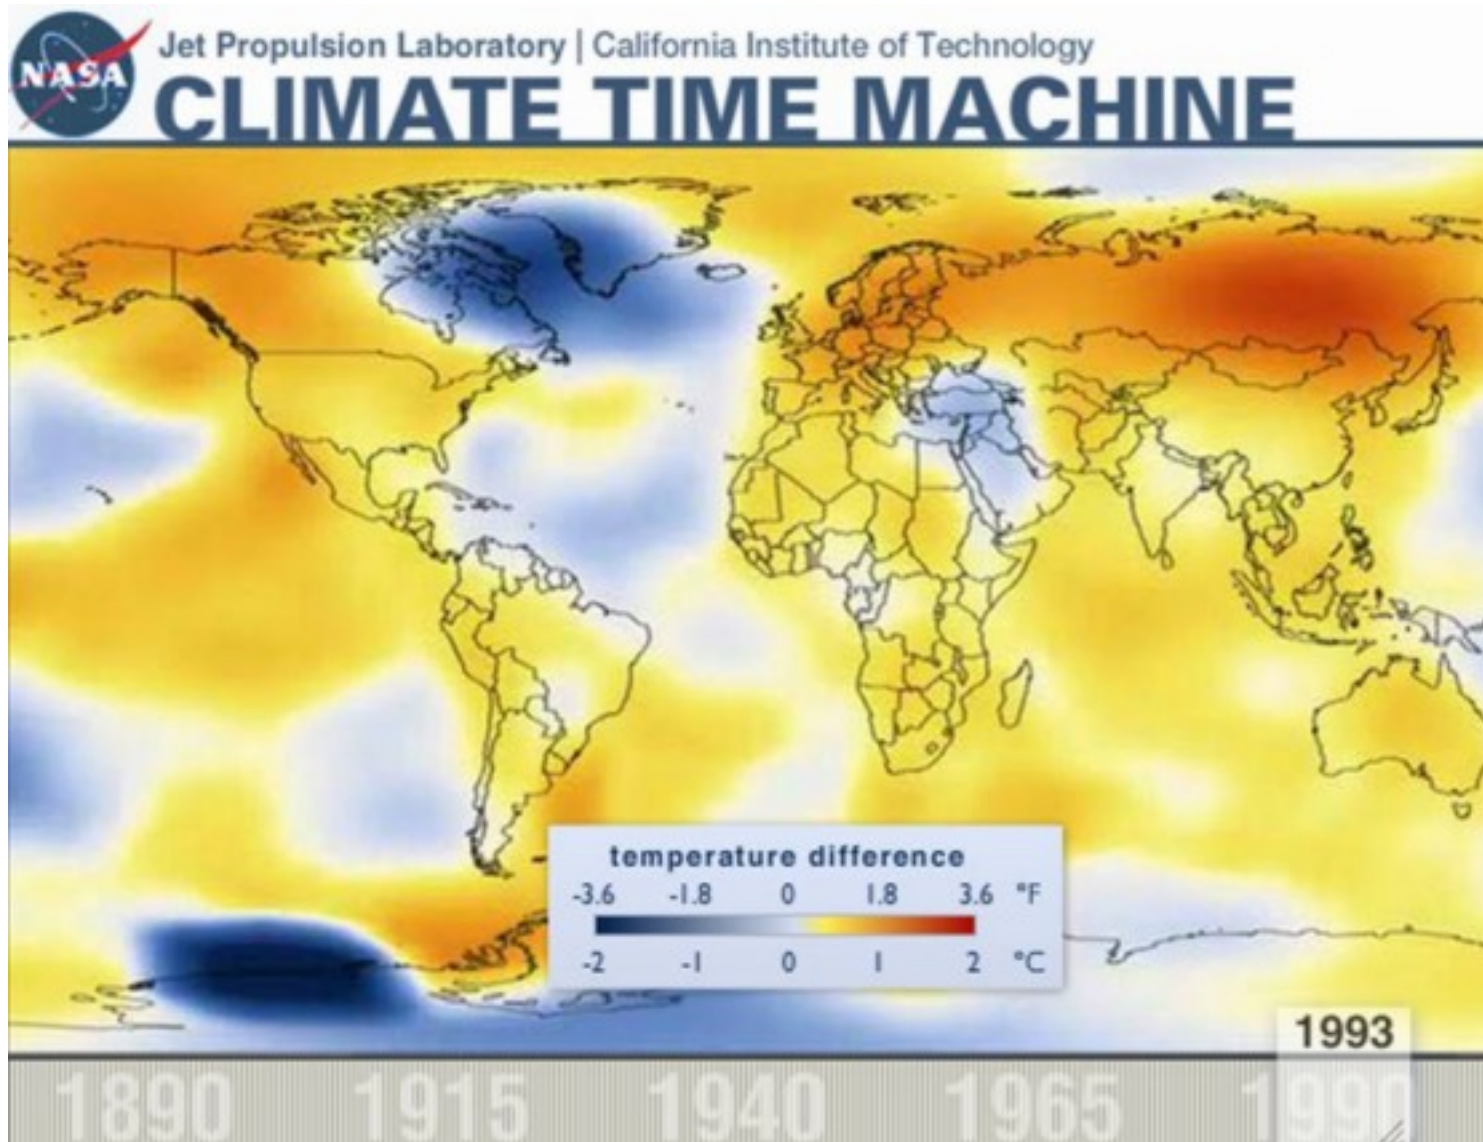 NASA
Jet Propulsion Laboratory | California Institute of Technology
CLIMATE TIME MACHINE
temperature difference
-3.6 -1.8 0 1.8 3.6 °F
-2 -1 0 1 2 °C
1993
1890 1915 1940 1965 1990